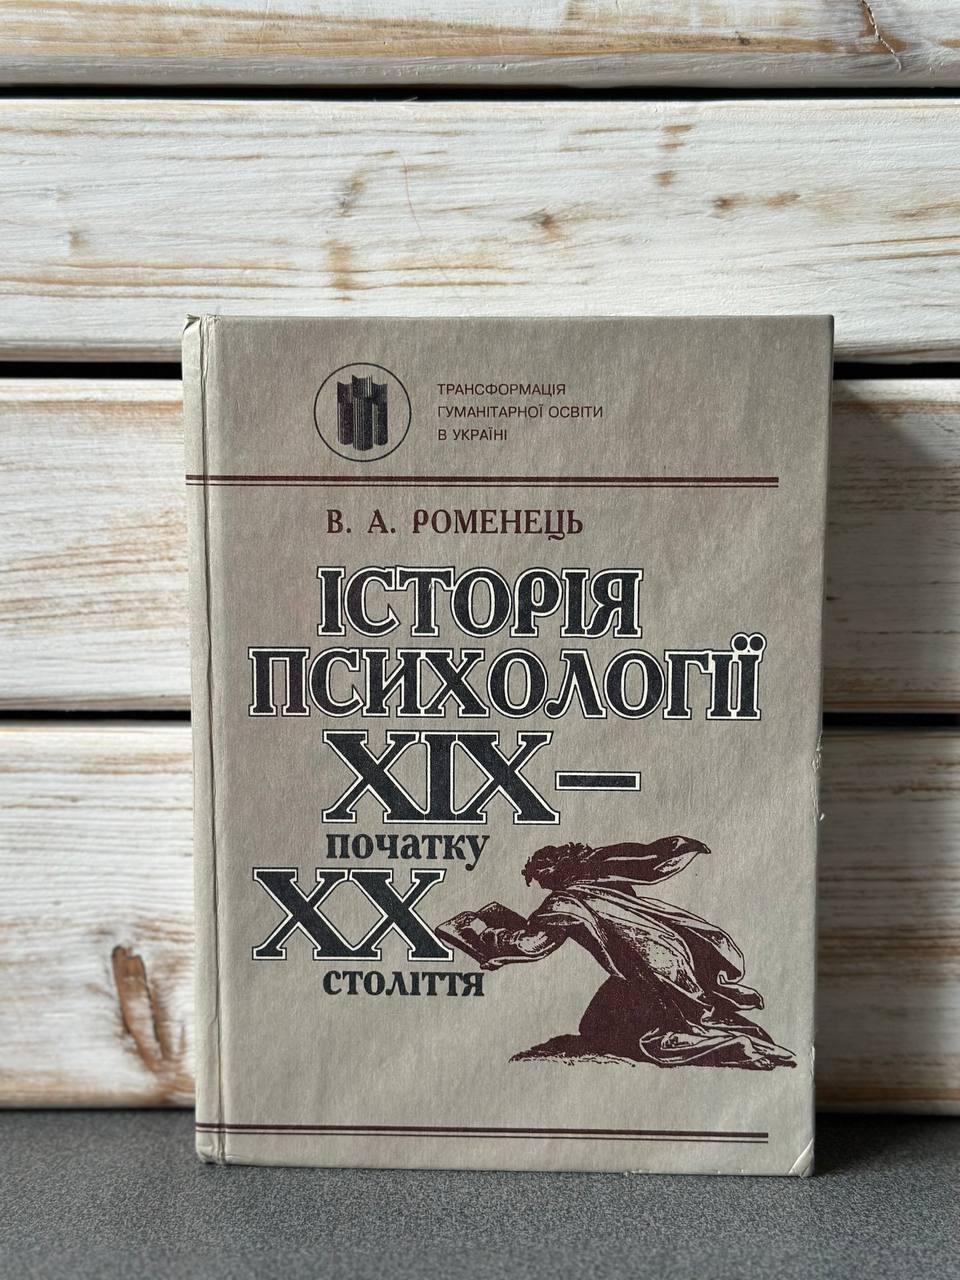 ТРАНСФОРМАЦІЯ
ГУМАНІТАРНОЇ ОСВІТИ
В УКРАЇНІ
В. А. РОМЕНЕЦЬ
ІСТОРІЯ
ПСИХОЛОГІЇ
XIX —
початку
XX
століття